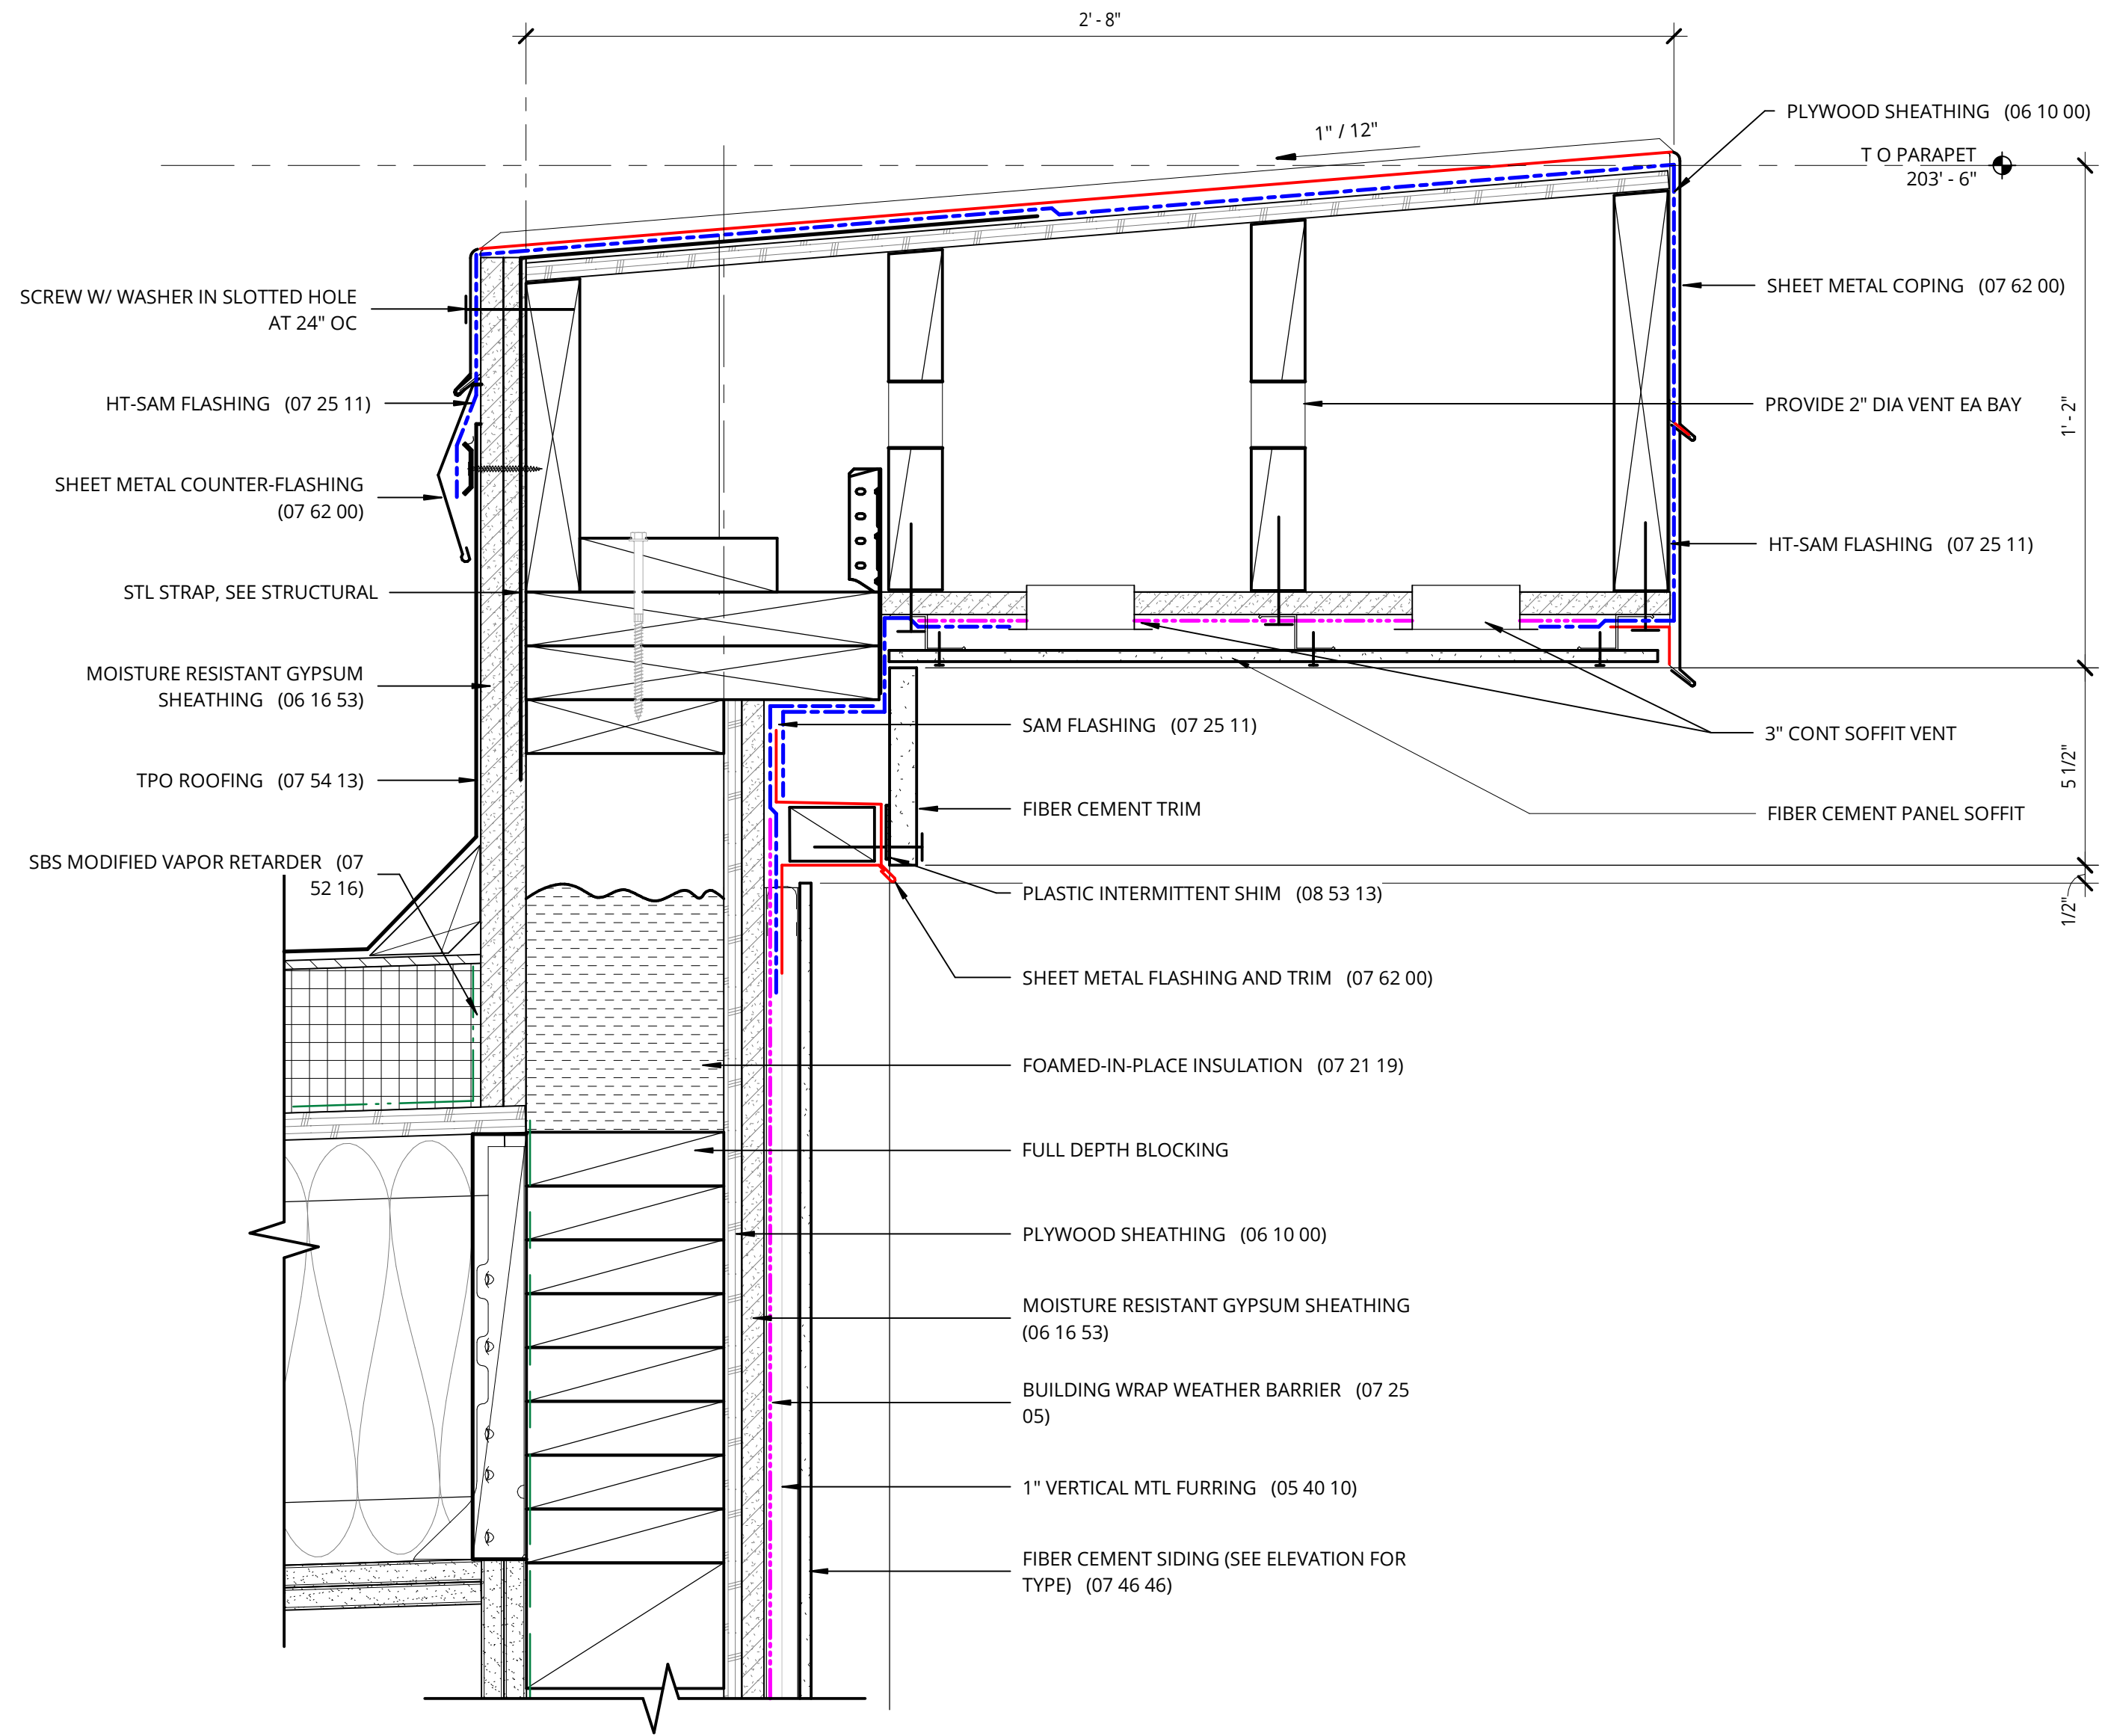 2' - 8"
1" / 12"
PLYWOOD SHEATHING (06 10 00)
T O PARAPET
203' - 6"
SCREW W/ WASHER IN SLOTTED HOLE
AT 24" OC
SHEET METAL COPING (07 62 00)
HT-SAM FLASHING (07 25 11)
PROVIDE 2" DIA VENT EA BAY
1' - 2"
SHEET METAL COUNTER-FLASHING
(07 62 00)
HT-SAM FLASHING (07 25 11)
STL STRAP, SEE STRUCTURAL
MOISTURE RESISTANT GYPSUM
SHEATHING (06 16 53)
SAM FLASHING (07 25 11)
3" CONT SOFFIT VENT
5 1/2"
TPO ROOFING (07 54 13)
FIBER CEMENT TRIM
FIBER CEMENT PANEL SOFFIT
SBS MODIFIED VAPOR RETARDER (07
52 16)
PLASTIC INTERMITTENT SHIM (08 53 13)
1/2"
SHEET METAL FLASHING AND TRIM (07 62 00)
FOAMED-IN-PLACE INSULATION (07 21 19)
FULL DEPTH BLOCKING
PLYWOOD SHEATHING (06 10 00)
MOISTURE RESISTANT GYPSUM SHEATHING
(06 16 53)
BUILDING WRAP WEATHER BARRIER (07 25
05)
1" VERTICAL MTL FURRING (05 40 10)
FIBER CEMENT SIDING (SEE ELEVATION FOR
TYPE) (07 46 46)